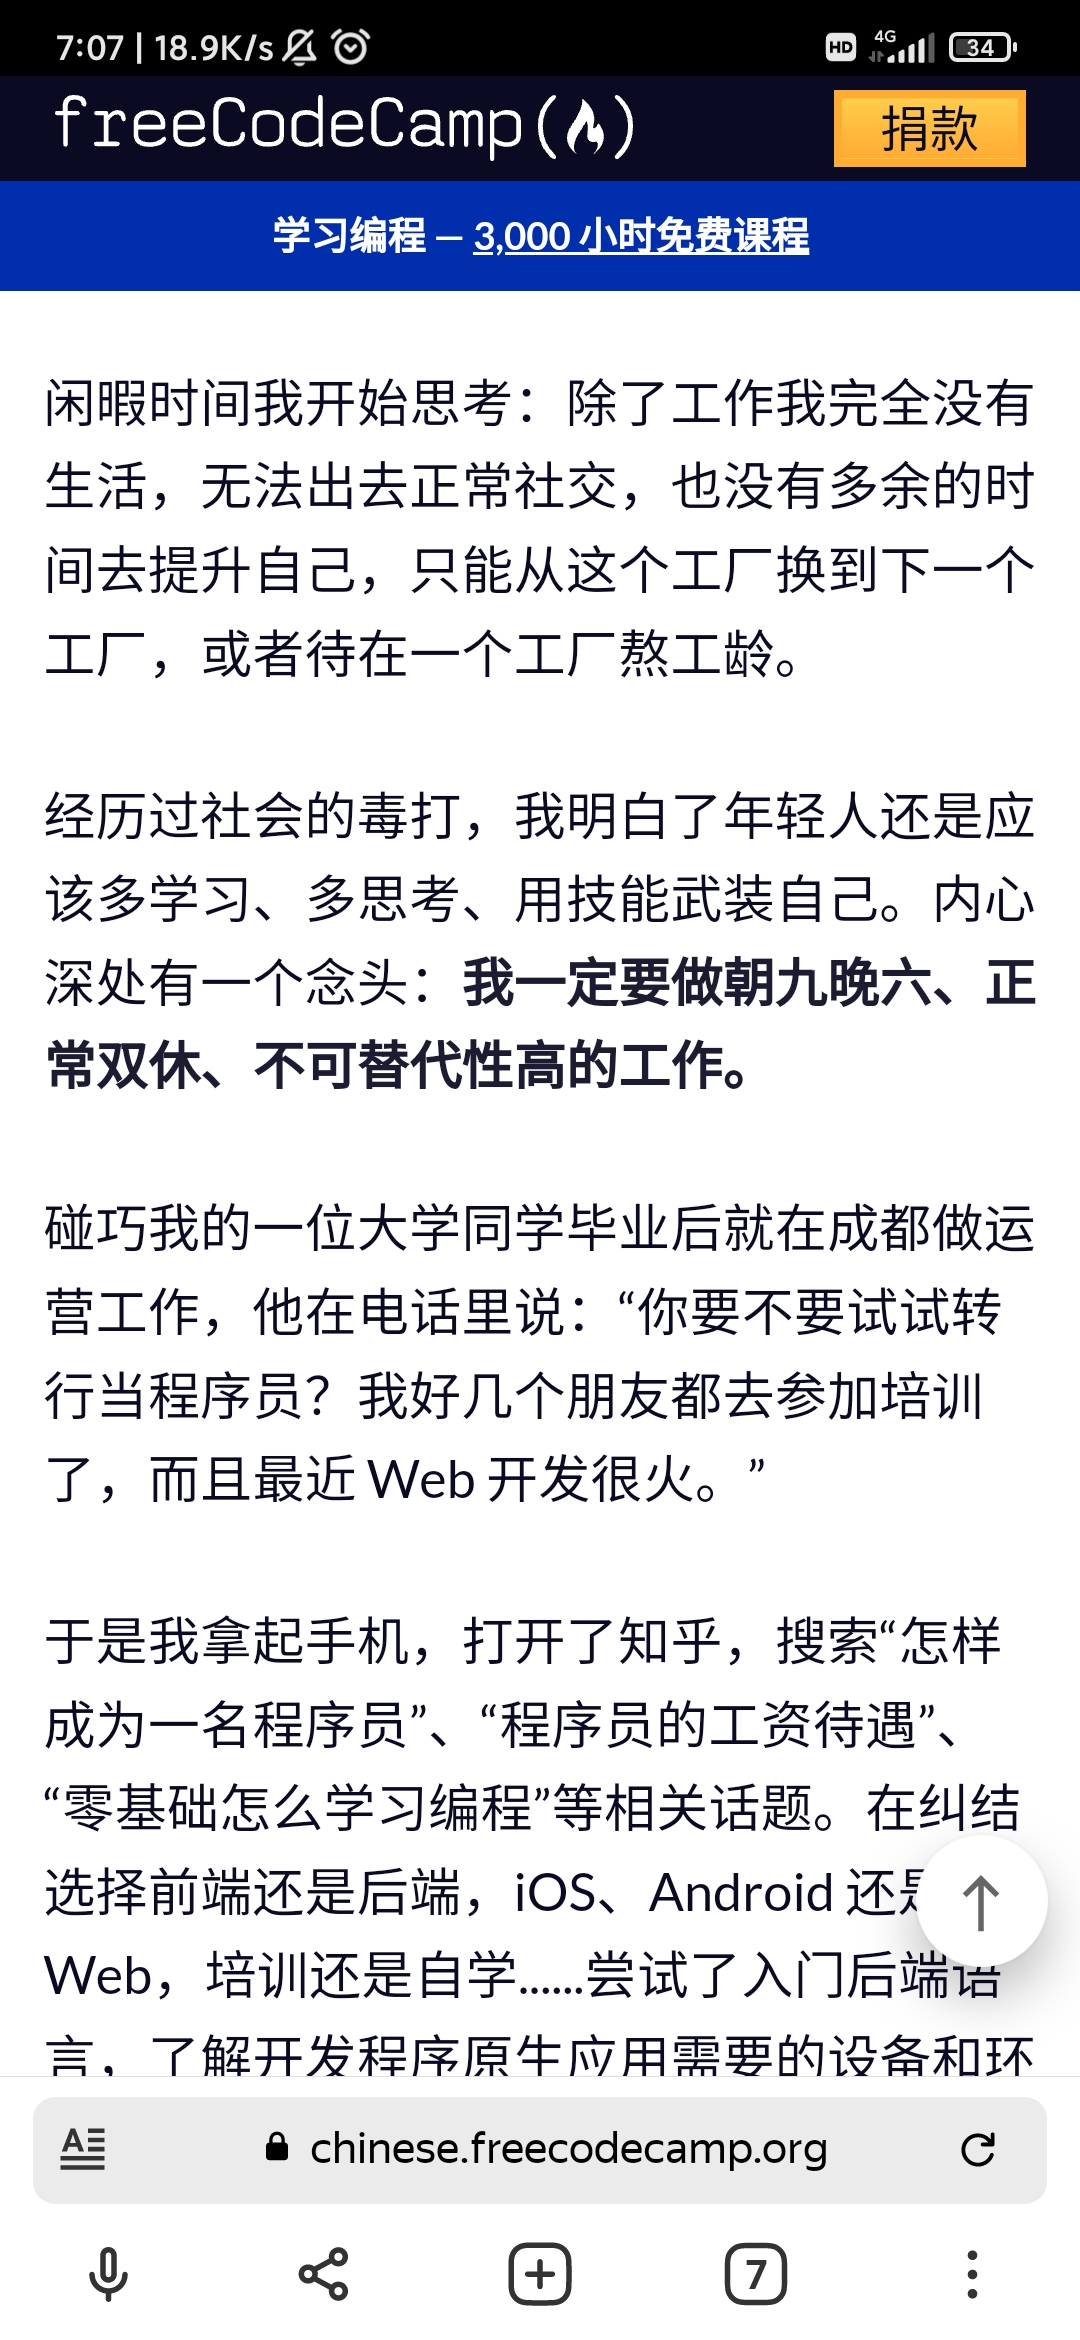 7:07 | 18.9K/s
HD 4G 34
freeCodeCamp(🔥)
捐款
学习编程 — 3,000 小时免费课程
闲暇时间我开始思考：除了工作我完全没有
生活，无法出去正常社交，也没有多余的时
间去提升自己，只能从这个工厂换到下一个
工厂，或者待在一个工厂熬工龄。
经历过社会的毒打，我明白了年轻人还是应
该多学习、多思考、用技能武装自己。内心
深处有一个念头：我一定要做朝九晚六、正
常双休、不可替代性高的工作。
碰巧我的一位大学同学毕业后就在成都做运
营工作，他在电话里说：“你要不要试试转
行当程序员？我好几个朋友都去参加培训
了，而且最近 Web 开发很火。”
于是我拿起手机，打开了知乎，搜索“怎样
成为一名程序员”、“程序员的工资待遇”、
“零基础怎么学习编程”等相关话题。在纠结
选择前端还是后端，iOS、Android 还是
Web，培训还是自学......尝试了入门后端语
言，了解开发程序原生应用需要的设备和环
chinese.freecodecamp.org
7